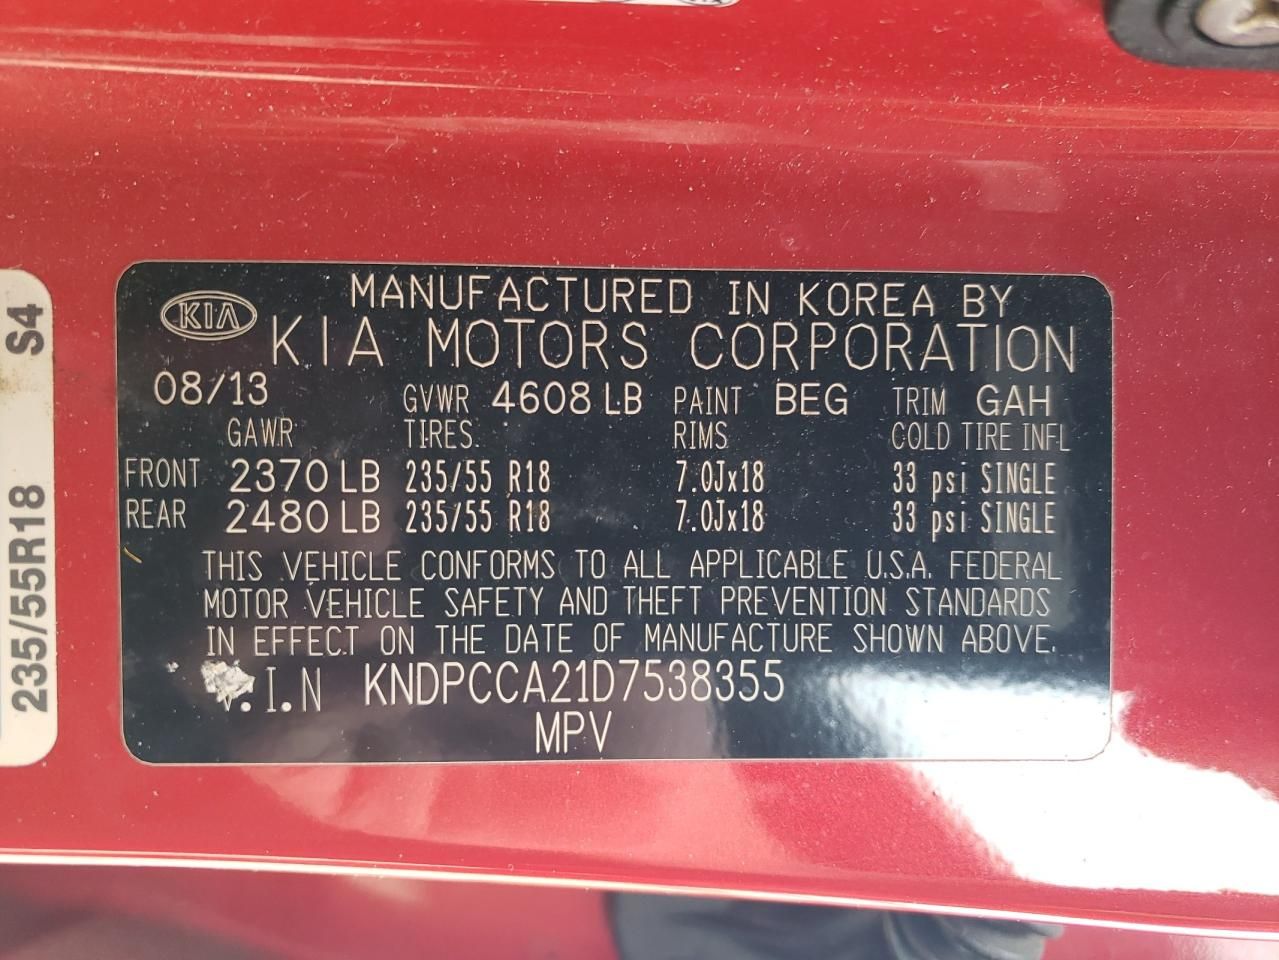 KIA
MANUFACTURED IN KOREA BY
KIA MOTORS CORPORATION
08/13 GVWR 4608 LB PAINT BEG TRIM GAH
GAWR TIRES RIMS COLD TIRE INFL
FRONT 2370 LB 235/55 R18 7.0Jx18 33 psi SINGLE
REAR 2480 LB 235/55 R18 7.0Jx18 33 psi SINGLE
THIS VEHICLE CONFORMS TO ALL APPLICABLE U.S.A. FEDERAL
MOTOR VEHICLE SAFETY AND THEFT PREVENTION STANDARDS
IN EFFECT ON THE DATE OF MANUFACTURE SHOWN ABOVE.
V.I.N KNDPCCA21D7538355
MPV
235/55R18 S4